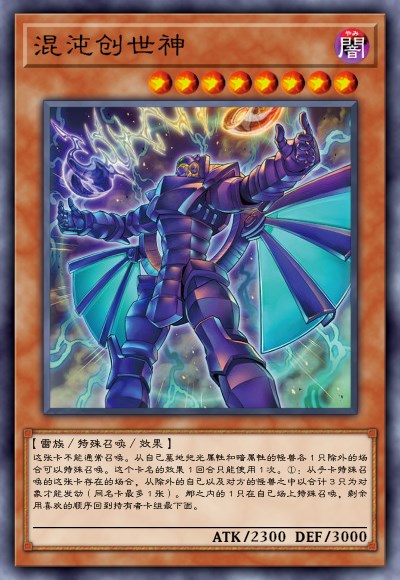 混沌创世神
やみ
闇
【雷族／特殊召唤／效果】
这张卡不能通常召唤。从自己墓地把光属性和暗属性的怪兽各１只除外的场
合可以特殊召唤。这个卡名的效果１回合只能使用１次。①：从手卡特殊召唤
的这张卡存在的场合，从除外的自己以及对方的怪兽之中以合计３只为对
象才能发动（同名卡最多１张）。那之内的１只在自己场上特殊召唤，剩余
用喜欢的顺序回到持有者卡组最下面。
ATK/2300 DEF/3000